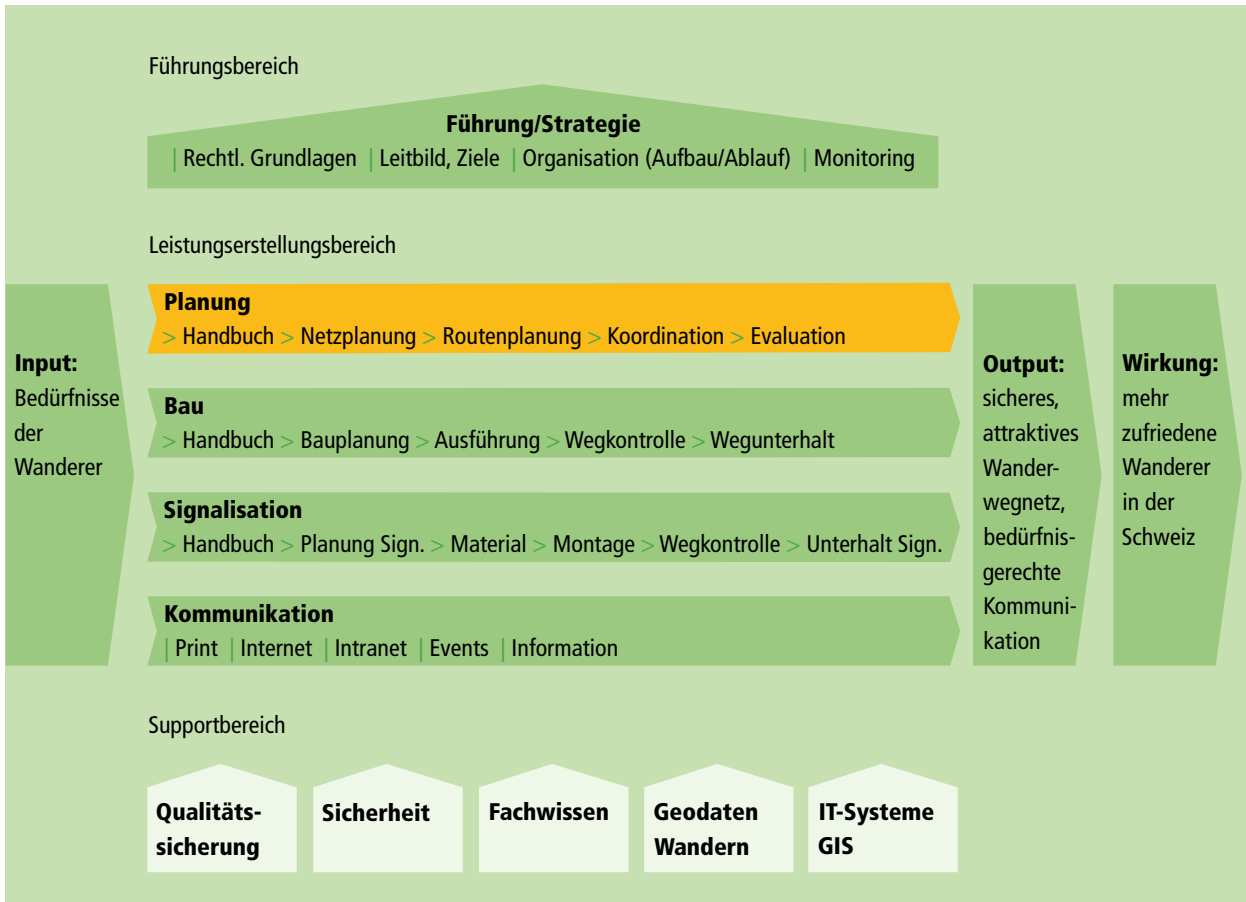 Führungsbereich
Führung/Strategie
| Rechtl. Grundlagen | Leitbild, Ziele | Organisation (Aufbau/Ablauf) | Monitoring
Leistungserstellungsbereich
Input:
Bedürfnisse
der
Wanderer
Planung
> Handbuch > Netzplanung > Routenplanung > Koordination > Evaluation
Bau
> Handbuch > Bauplanung > Ausführung > Wegkontrolle > Wegunterhalt
Signalisation
> Handbuch > Planung Sign. > Material > Montage > Wegkontrolle > Unterhalt Sign.
Kommunikation
| Print | Internet | Intranet | Events | Information
Output:
sicheres,
attraktives
Wander-
wegnetz,
bedürfnis-
gerechte
Kommuni-
kation
Wirkung:
mehr
zufriedene
Wanderer
in der
Schweiz
Supportbereich
Qualitäts-
sicherung
Sicherheit
Fachwissen
Geodaten
Wandern
IT-Systeme
GIS